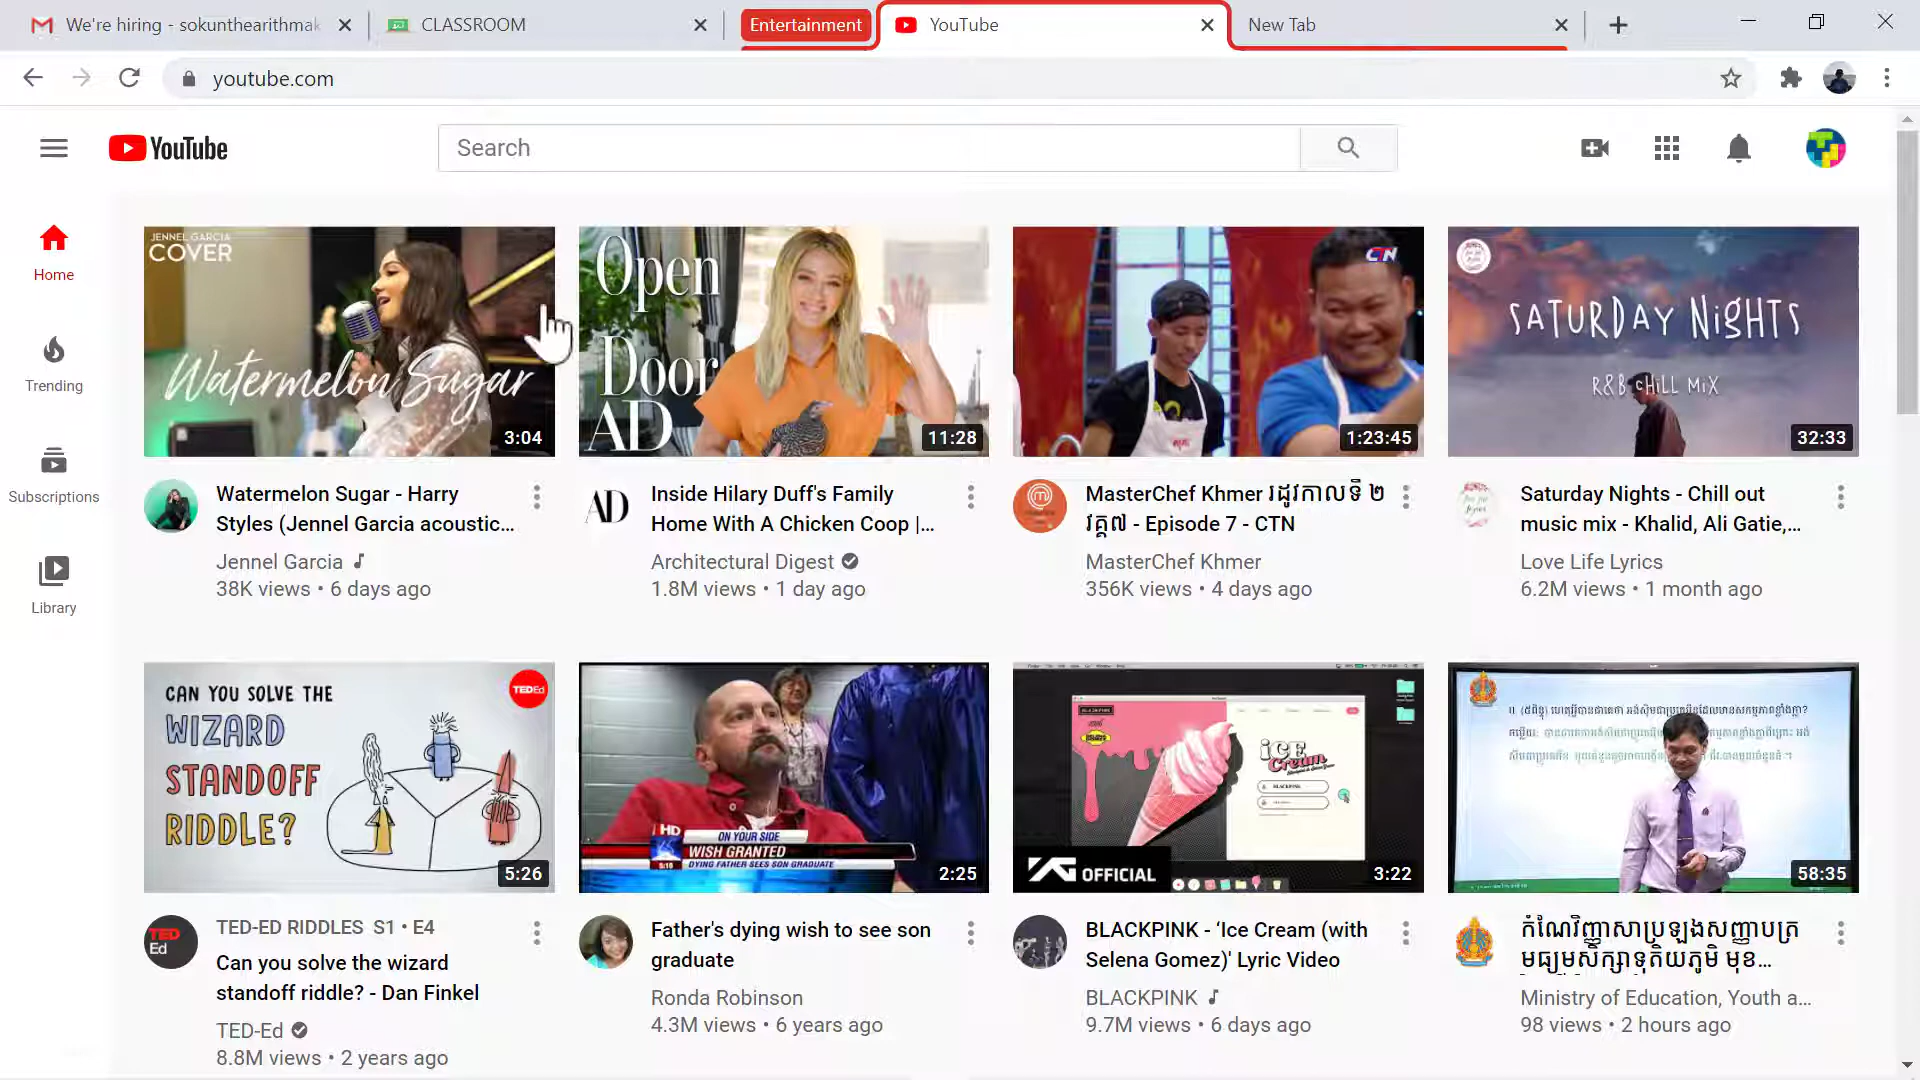 We're hiring - sokunthearithmak
CLASSROOM
Entertainment
YouTube
New Tab
youtube.com
YouTube
Search
Home
Trending
Subscriptions
Library
JENNEL GARCIA
COVER
Watermelon Sugar
3:04
Watermelon Sugar - Harry
Styles (Jennel Garcia acoustic...
Jennel Garcia
38K views • 6 days ago
Open
Door
AD
11:28
AD
Inside Hilary Duff's Family
Home With A Chicken Coop |...
Architectural Digest
1.8M views • 1 day ago
CTN
1:23:45
MasterChef Khmer រដូវកាលទី ២
វគ្គ៧ - Episode 7 - CTN
MasterChef Khmer
356K views • 4 days ago
SATURDAY NIGHTS
R&B CHILL MIX
32:33
Saturday Nights - Chill out
music mix - Khalid, Ali Gatie,...
Love Life Lyrics
6.2M views • 1 month ago
CAN YOU SOLVE THE
WIZARD
STANDOFF
RIDDLE?
TEDEd
5:26
TED
Ed
TED-ED RIDDLES S1 • E4
Can you solve the wizard
standoff riddle? - Dan Finkel
TED-Ed
8.8M views • 2 years ago
HD
ON YOUR SIDE
WISH GRANTED
5:18
DYING FATHER SEES SON GRADUATE
2:25
Father's dying wish to see son
graduate
Ronda Robinson
4.3M views • 6 years ago
iCE
Cream
BLACKPINK
YG OFFICIAL
3:22
BLACKPINK - ‘Ice Cream (with
Selena Gomez)' Lyric Video
BLACKPINK
9.7M views • 6 days ago
58:35
កំណែវិញ្ញាសាប្រឡងសញ្ញាបត្រ
មធ្យមសិក្សាទុតិយភូមិ មុខ...
Ministry of Education, Youth a...
98 views • 2 hours ago